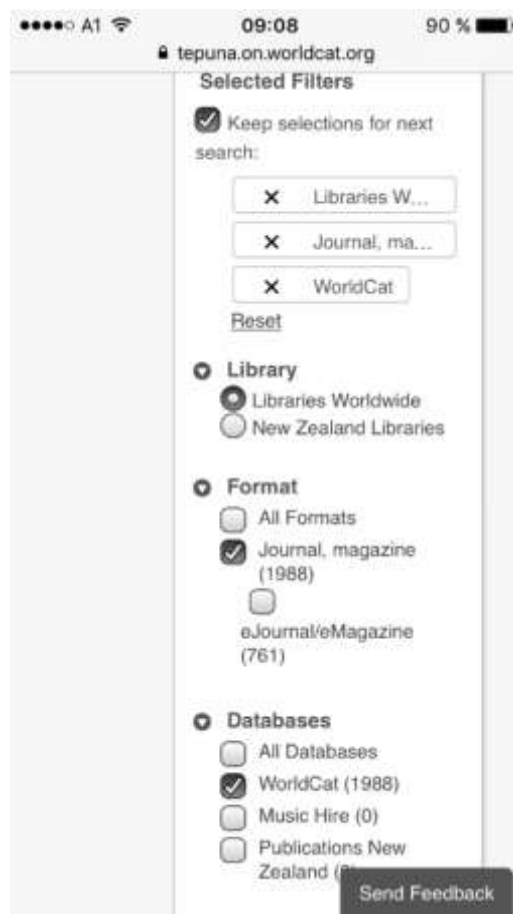 A1 09:08 90 %
tepuna.on.worldcat.org
Selected Filters
Keep selections for next
search:
× Libraries W...
× Journal, ma...
× WorldCat
Reset
Library
Libraries Worldwide
New Zealand Libraries
Format
All Formats
Journal, magazine
(1988)
eJournal/eMagazine
(761)
Databases
All Databases
WorldCat (1988)
Music Hire (0)
Publications New
Zealand
Send Feedback